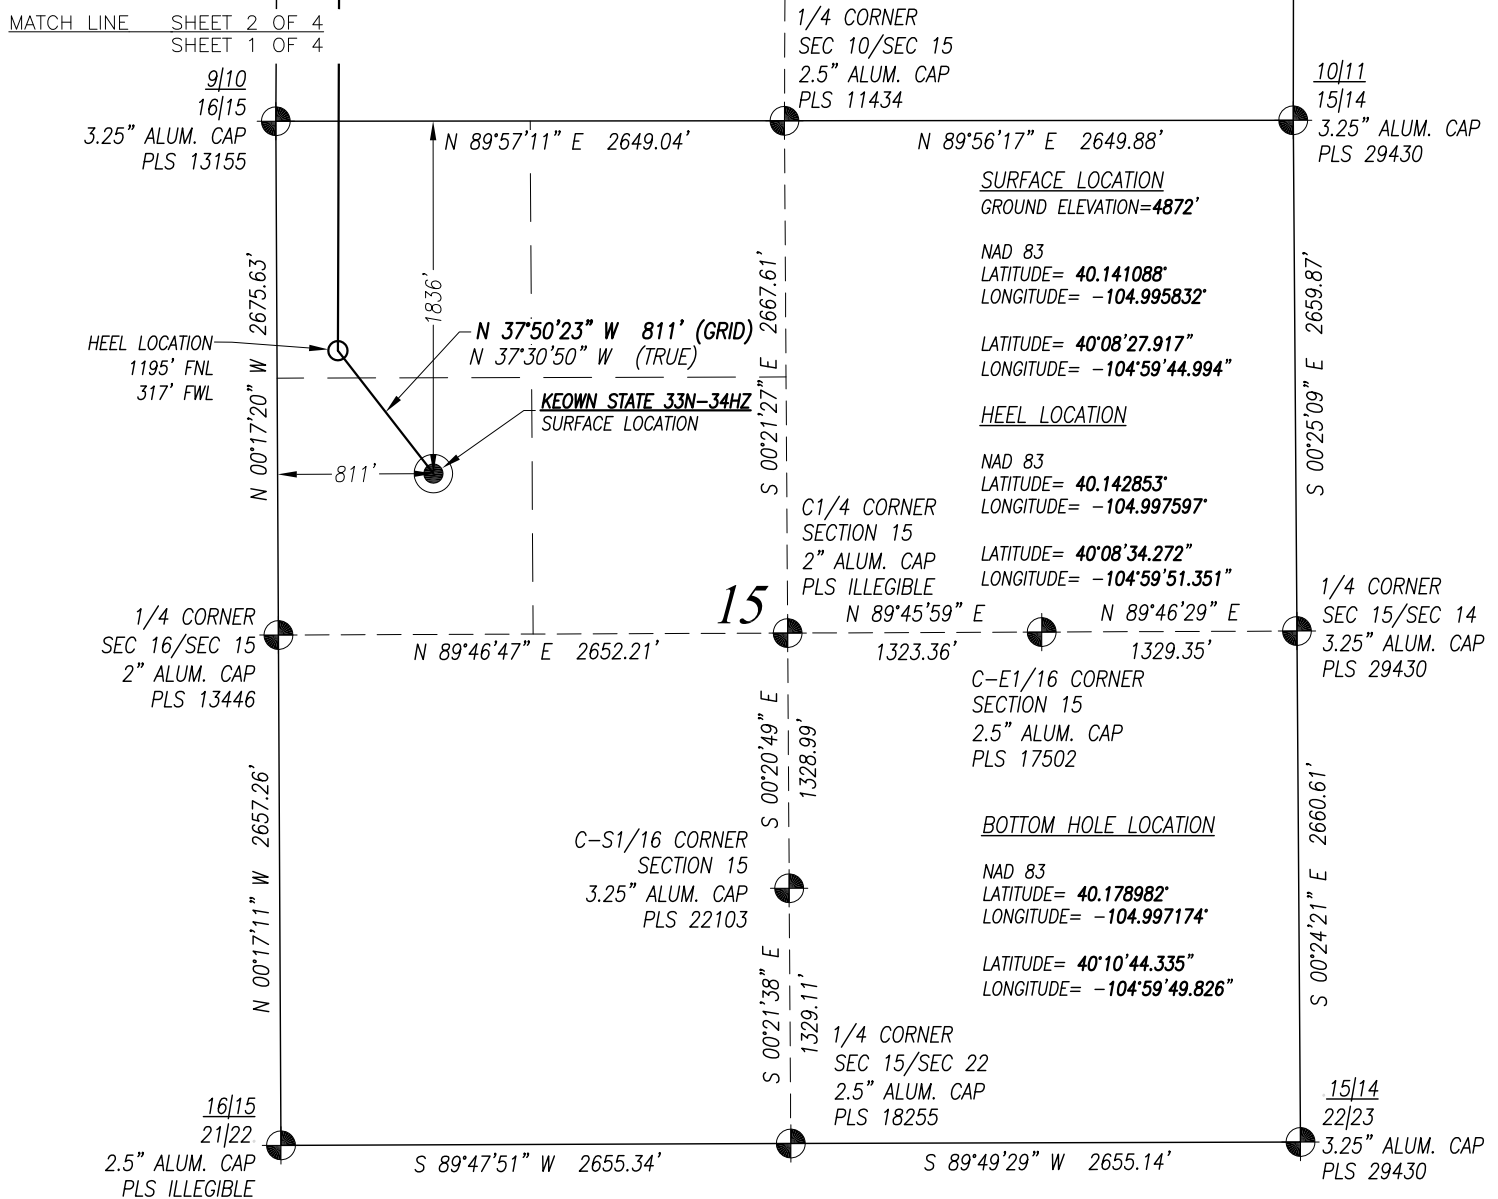 MATCH LINE SHEET 2 OF 4
SHEET 1 OF 4
9|10
16|15
3.25" ALUM. CAP
PLS 13155
1/4 CORNER
SEC 10/SEC 15
2.5" ALUM. CAP
PLS 11434
10|11
15|14
3.25" ALUM. CAP
PLS 29430
N 89°57'11" E 2649.04'
N 89°56'17" E 2649.88'
SURFACE LOCATION
GROUND ELEVATION=4872'
NAD 83
LATITUDE= 40.141088°
LONGITUDE= -104.995832°
LATITUDE= 40°08'27.917"
LONGITUDE= -104°59'44.994"
HEEL LOCATION
NAD 83
LATITUDE= 40.142853°
LONGITUDE= -104.997597°
LATITUDE= 40°08'34.272"
LONGITUDE= -104°59'51.351"
N 00°17'20" W 2675.63'
1836'
S 00°21'27" E 2667.61'
S 00°25'09" E 2659.87'
HEEL LOCATION
1195' FNL
317' FWL
N 37°50'23" W 811' (GRID)
N 37°30'50" W (TRUE)
KEOWN STATE 33N-34HZ
SURFACE LOCATION
811'
C1/4 CORNER
SECTION 15
2" ALUM. CAP
PLS ILLEGIBLE
15
N 89°45'59" E
1323.36'
N 89°46'29" E
1329.35'
1/4 CORNER
SEC 15/SEC 14
3.25" ALUM. CAP
PLS 29430
1/4 CORNER
SEC 16/SEC 15
2" ALUM. CAP
PLS 13446
N 89°46'47" E 2652.21'
C-E1/16 CORNER
SECTION 15
2.5" ALUM. CAP
PLS 17502
S 00°20'49" E
1328.99'
N 00°17'11" W 2657.26'
S 00°24'21" E 2660.61'
C-S1/16 CORNER
SECTION 15
3.25" ALUM. CAP
PLS 22103
BOTTOM HOLE LOCATION
NAD 83
LATITUDE= 40.178982°
LONGITUDE= -104.997174°
LATITUDE= 40°10'44.335"
LONGITUDE= -104°59'49.826"
S 00°21'38" E
1329.11'
1/4 CORNER
SEC 15/SEC 22
2.5" ALUM. CAP
PLS 18255
16|15
21|22
2.5" ALUM. CAP
PLS ILLEGIBLE
S 89°47'51" W 2655.34'
S 89°49'29" W 2655.14'
15|14
22|23
3.25" ALUM. CAP
PLS 29430